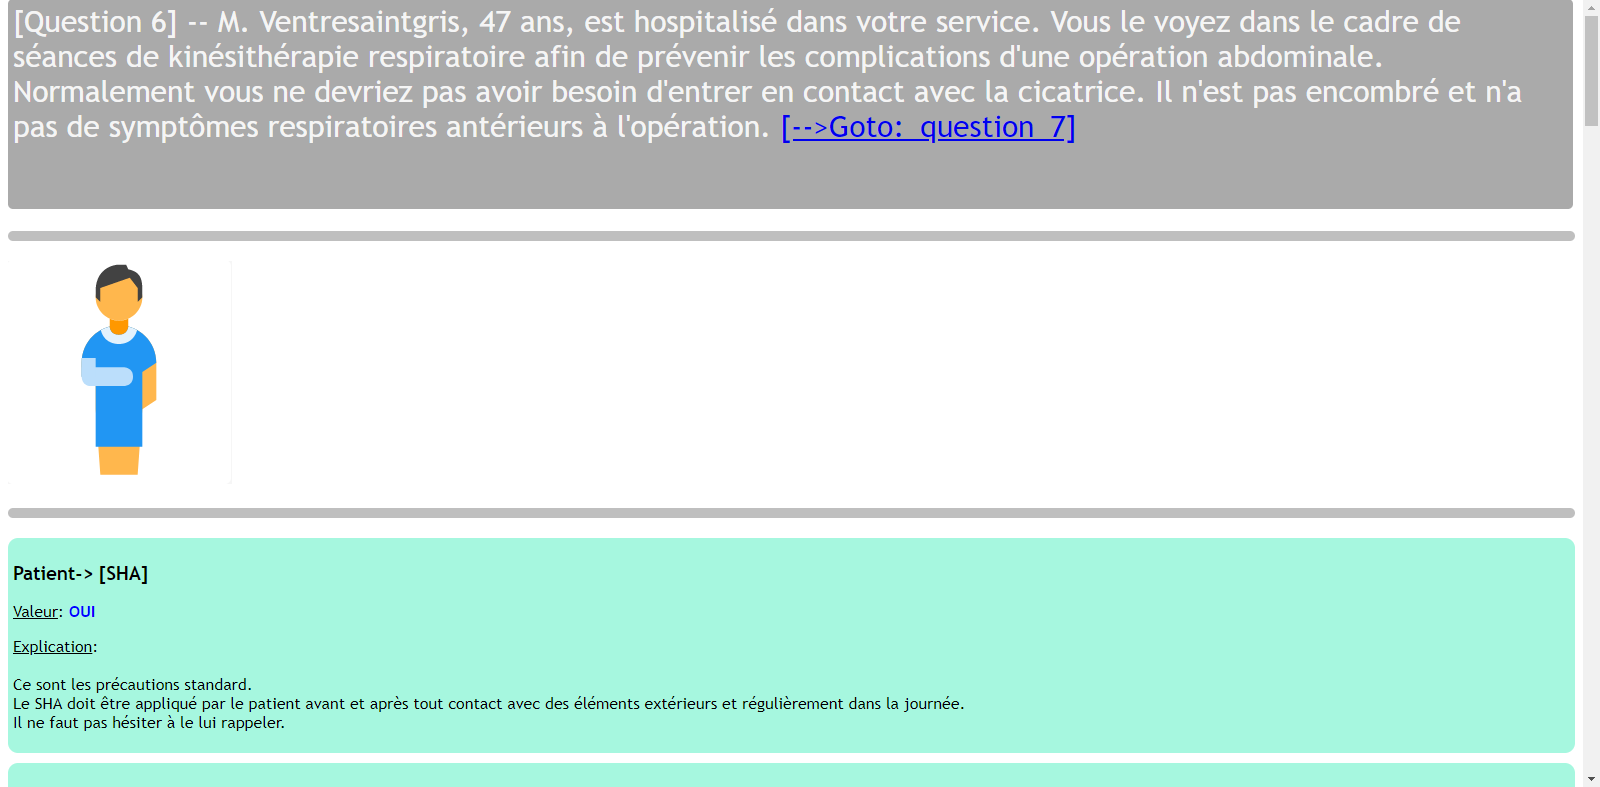 [Question 6] -- M. Ventresaintgris, 47 ans, est hospitalisé dans votre service. Vous le voyez dans le cadre de
séances de kinésithérapie respiratoire afin de prévenir les complications d'une opération abdominale.
Normalement vous ne devriez pas avoir besoin d'entrer en contact avec la cicatrice. Il n'est pas encombré et n'a
pas de symptômes respiratoires antérieurs à l'opération. [-->Goto: question 7]
Patient-> [SHA]
Valeur: OUI
Explication:
Ce sont les précautions standard.
Le SHA doit être appliqué par le patient avant et après tout contact avec des éléments extérieurs et régulièrement dans la journée.
Il ne faut pas hésiter à le lui rappeler.